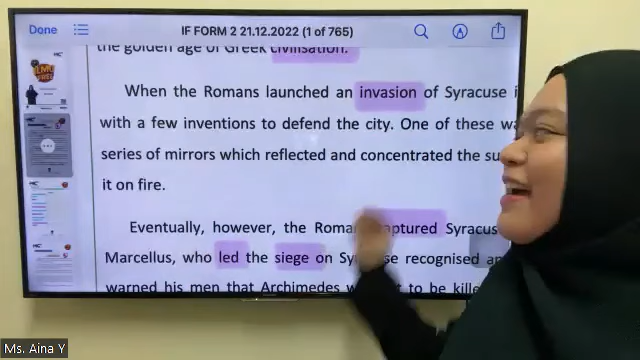 Done
IF FORM 2 21.12.2022 (1 of 765)
the golden age of Greek civilisation.
When the Romans launched an invasion of Syracuse
with a few inventions to defend the city. One of these
series of mirrors which reflected and concentrated the
it on fire.
Eventually, however, the captured
Marcellus, who led the siege on recognised
warned his men that Archimedes to be
Ms. Aina Y